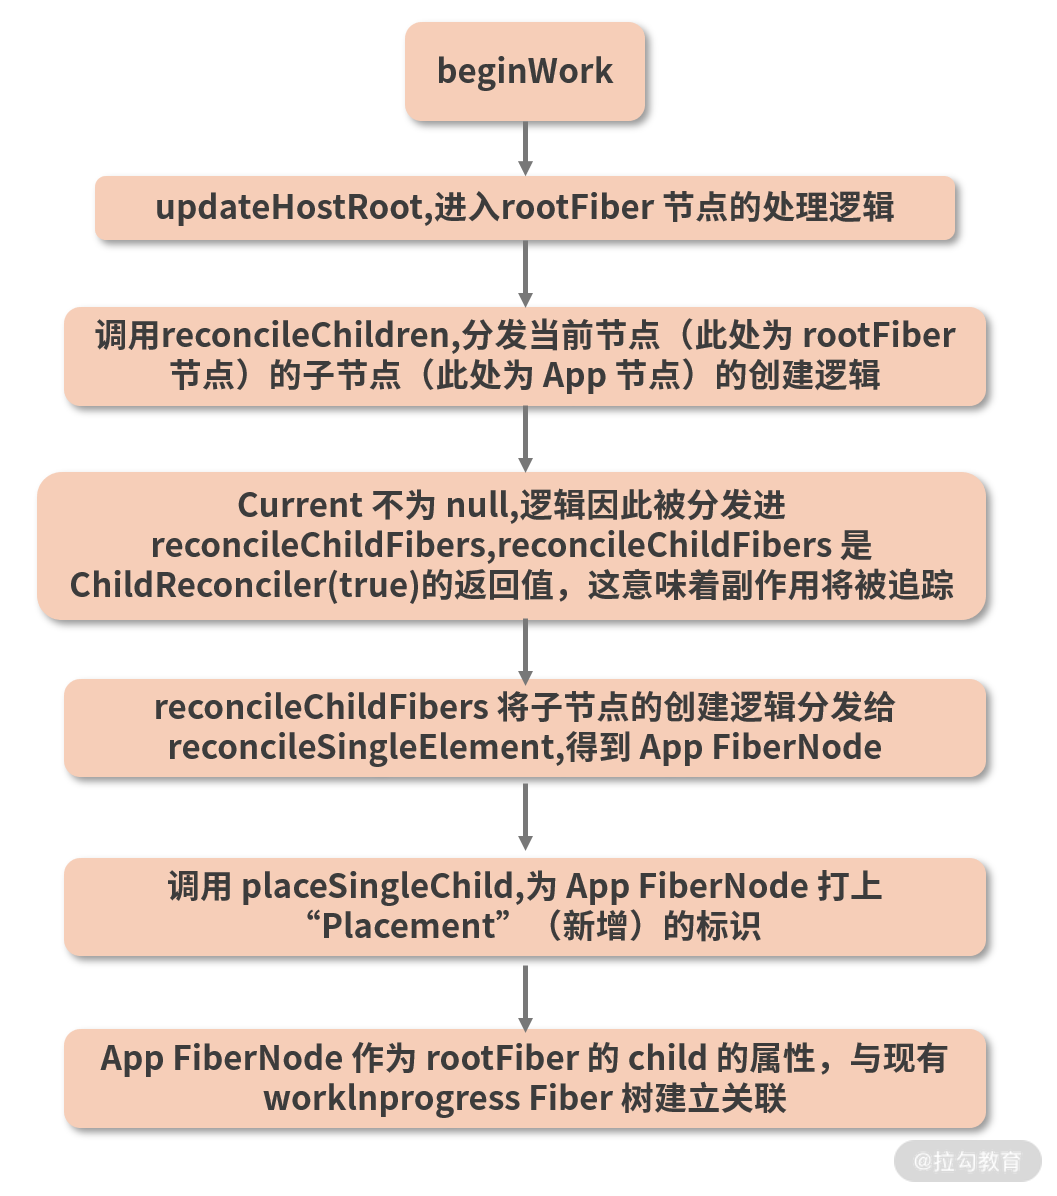 beginWork
updateHostRoot,进入rootFiber 节点的处理逻辑
调用reconcileChildren,分发当前节点（此处为 rootFiber
节点）的子节点（此处为 App 节点）的创建逻辑
Current 不为 null,逻辑因此被分发进
reconcileChildFibers,reconcileChildFibers 是
ChildReconciler(true)的返回值，这意味着副作用将被追踪
reconcileChildFibers 将子节点的创建逻辑分发给
reconcileSingleElement,得到 App FiberNode
调用 placeSingleChild,为 App FiberNode 打上
“Placement”（新增）的标识
App FiberNode 作为 rootFiber 的 child 的属性，与现有
worklnprogress Fiber 树建立关联
@拉勾教育